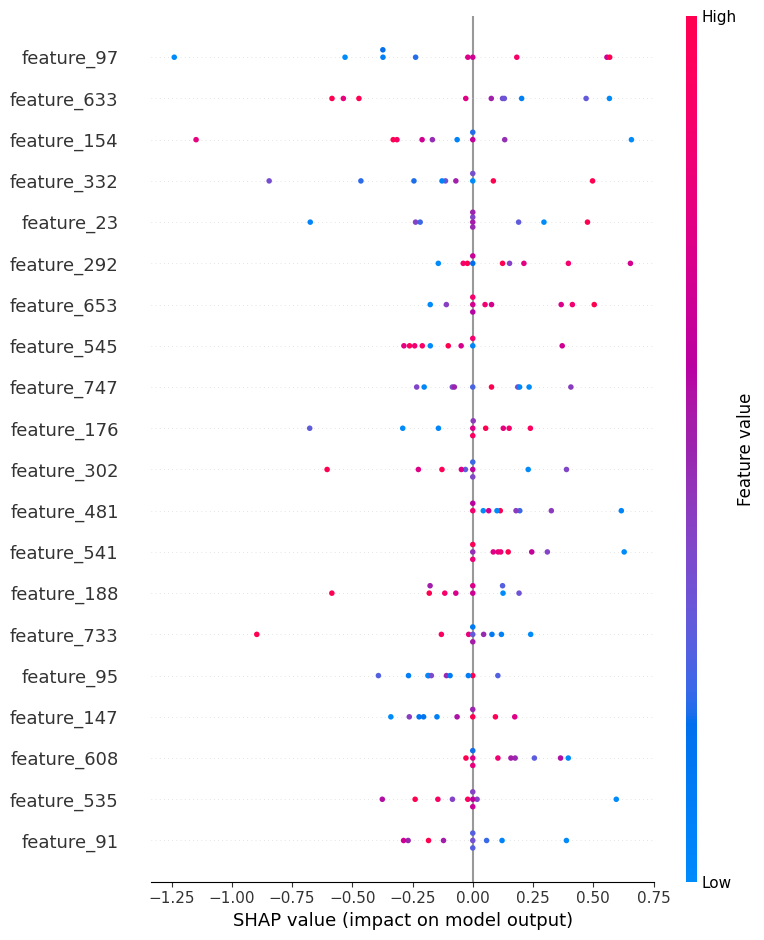 High
feature_97
feature_633
feature_154
feature_332
feature_23
feature_292
feature_653
feature_545
feature_747
feature_176
feature_302
feature_481
feature_541
feature_188
feature_733
feature_95
feature_147
feature_608
feature_535
feature_91
Feature value
Low
−1.25 −1.00 −0.75 −0.50 −0.25 0.00 0.25 0.50 0.75
SHAP value (impact on model output)